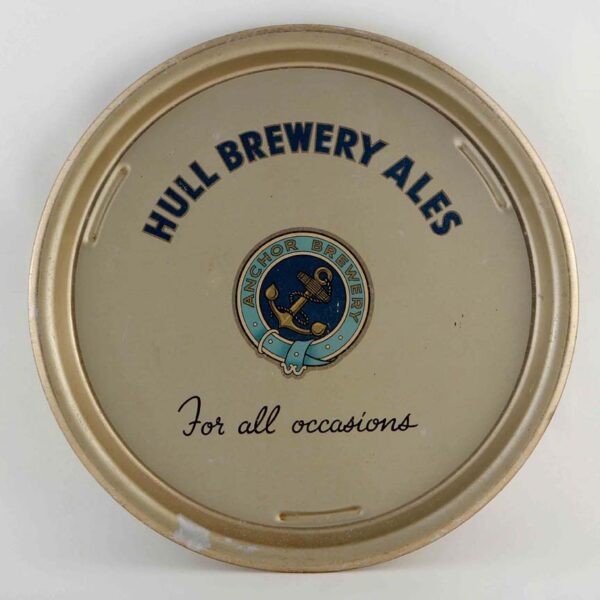 HULL BREWERY ALES
ANCHOR BREWERY
For all occasions